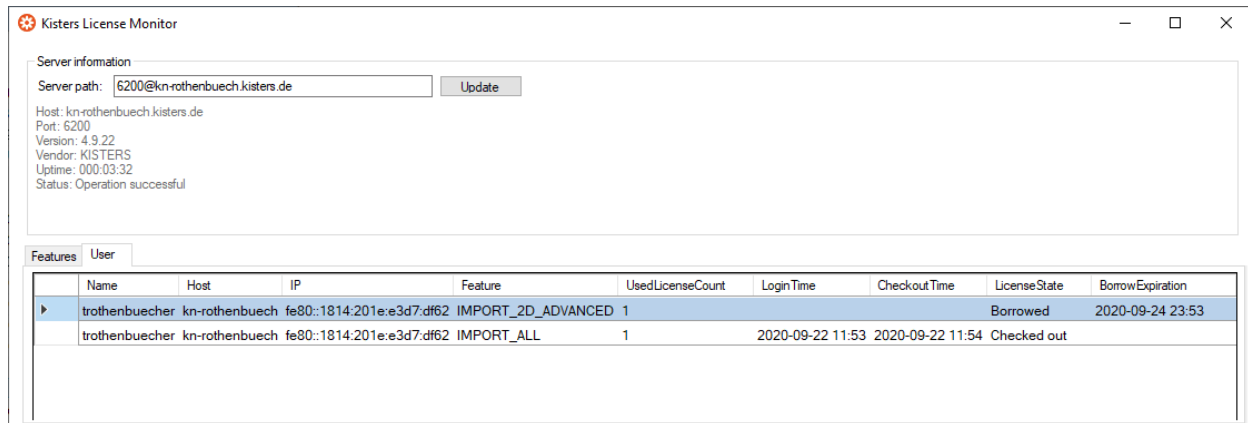 Kisters License Monitor
Server information
Server path: 6200@kn-rothenbuech.kisters.de Update
Host: kn-rothenbuech.kisters.de
Port: 6200
Version: 4.9.22
Vendor: KISTERS
Uptime: 000:03:32
Status: Operation successful
Features User
Name Host IP Feature UsedLicenseCount LoginTime CheckoutTime LicenseState BorrowExpiration
trothenbuecher kn-rothenbuech fe80::1814:201e:e3d7:df62 IMPORT_2D_ADVANCED 1 Borrowed 2020-09-24 23:53
trothenbuecher kn-rothenbuech fe80::1814:201e:e3d7:df62 IMPORT_ALL 1 2020-09-22 11:53 2020-09-22 11:54 Checked out